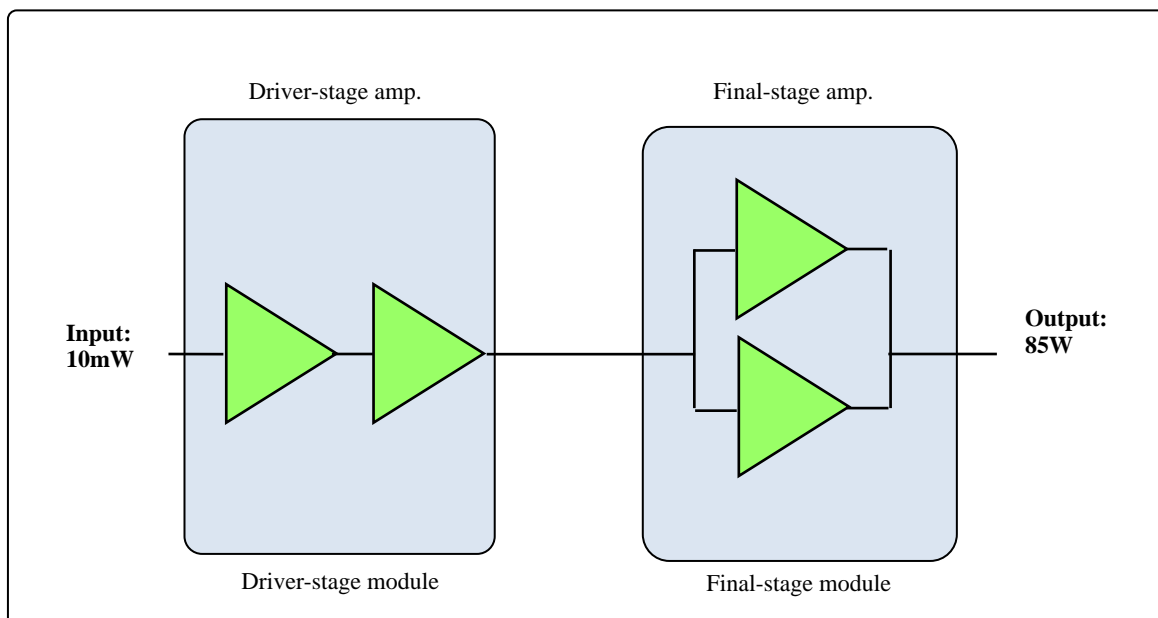 Driver-stage amp.
Final-stage amp.
Input:
10mW
Output:
85W
Driver-stage module
Final-stage module